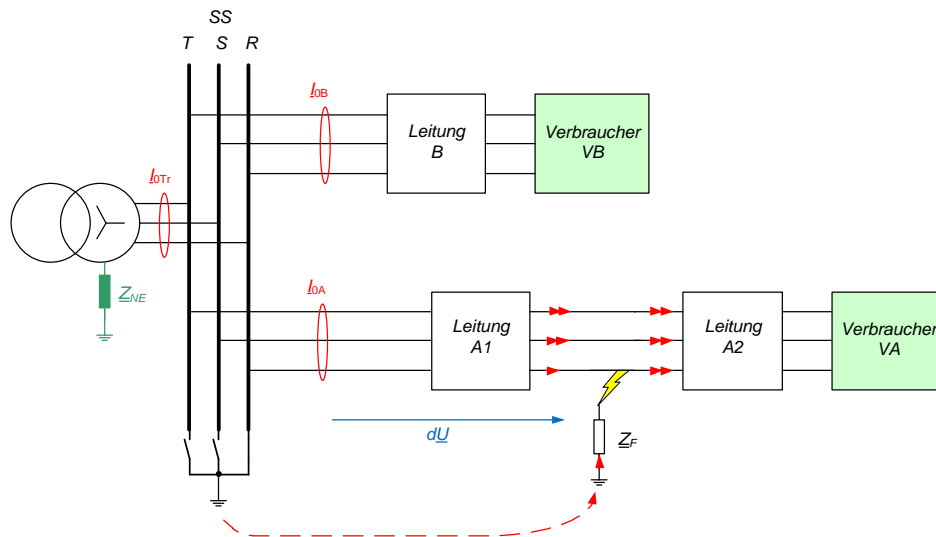 SS
T S R
I0B
Leitung
B
Verbraucher
VB
I0Tr
ZNE
I0A
Leitung
A1
Leitung
A2
Verbraucher
VA
dU
ZF